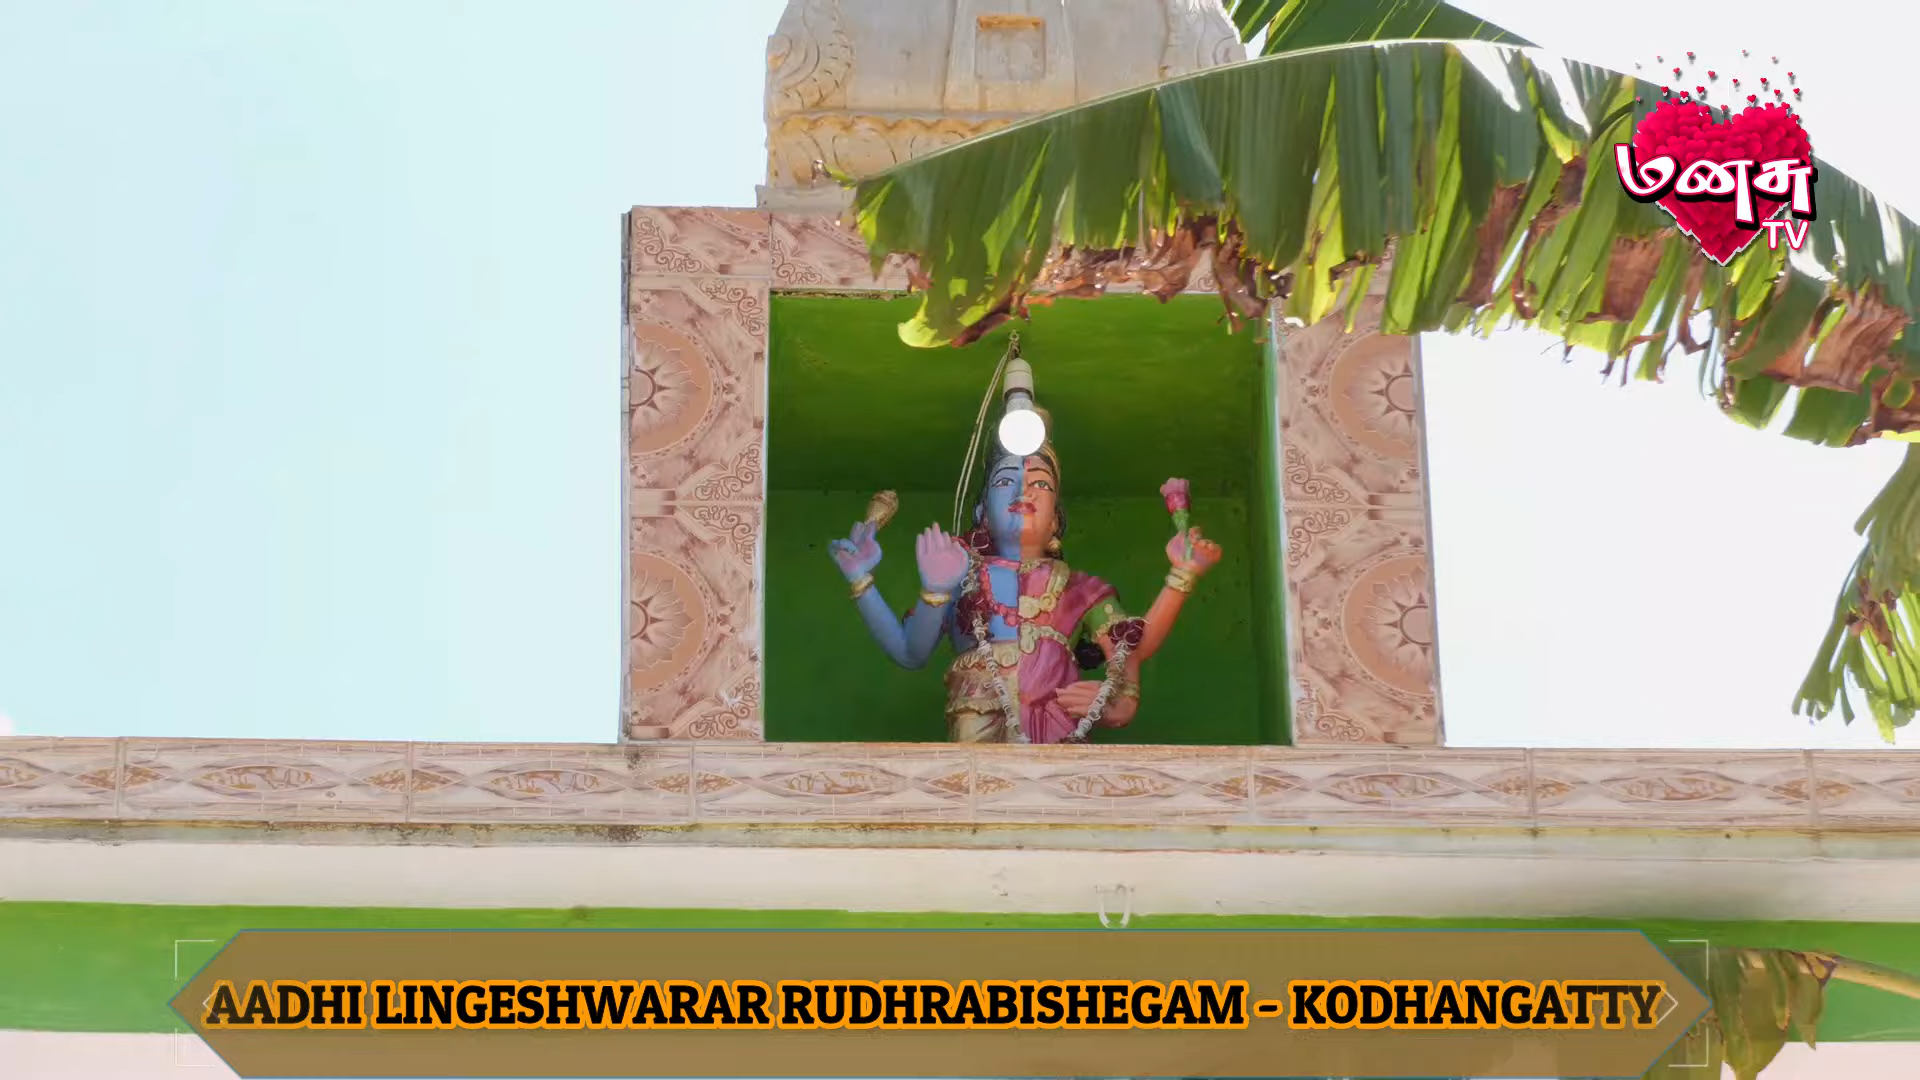 மனசு
TV
AADHI LINGESHWARAR RUDHRABISHEGAM - KODHANGATTY